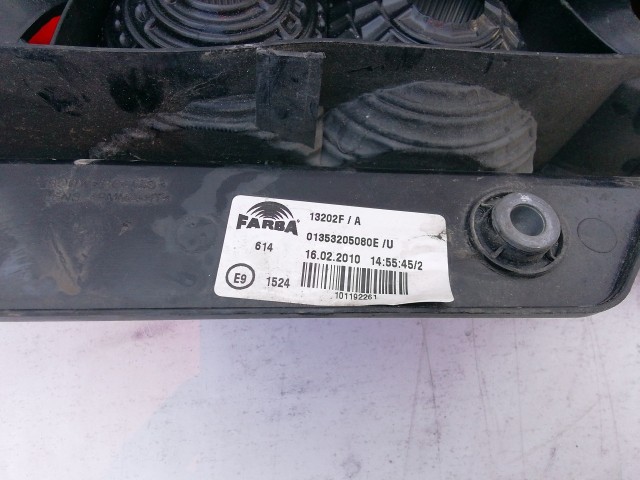 FARBA
13202F / A
01353205080E /U
614
16.02.2010 14:55:45/2
E9
1524
101192261